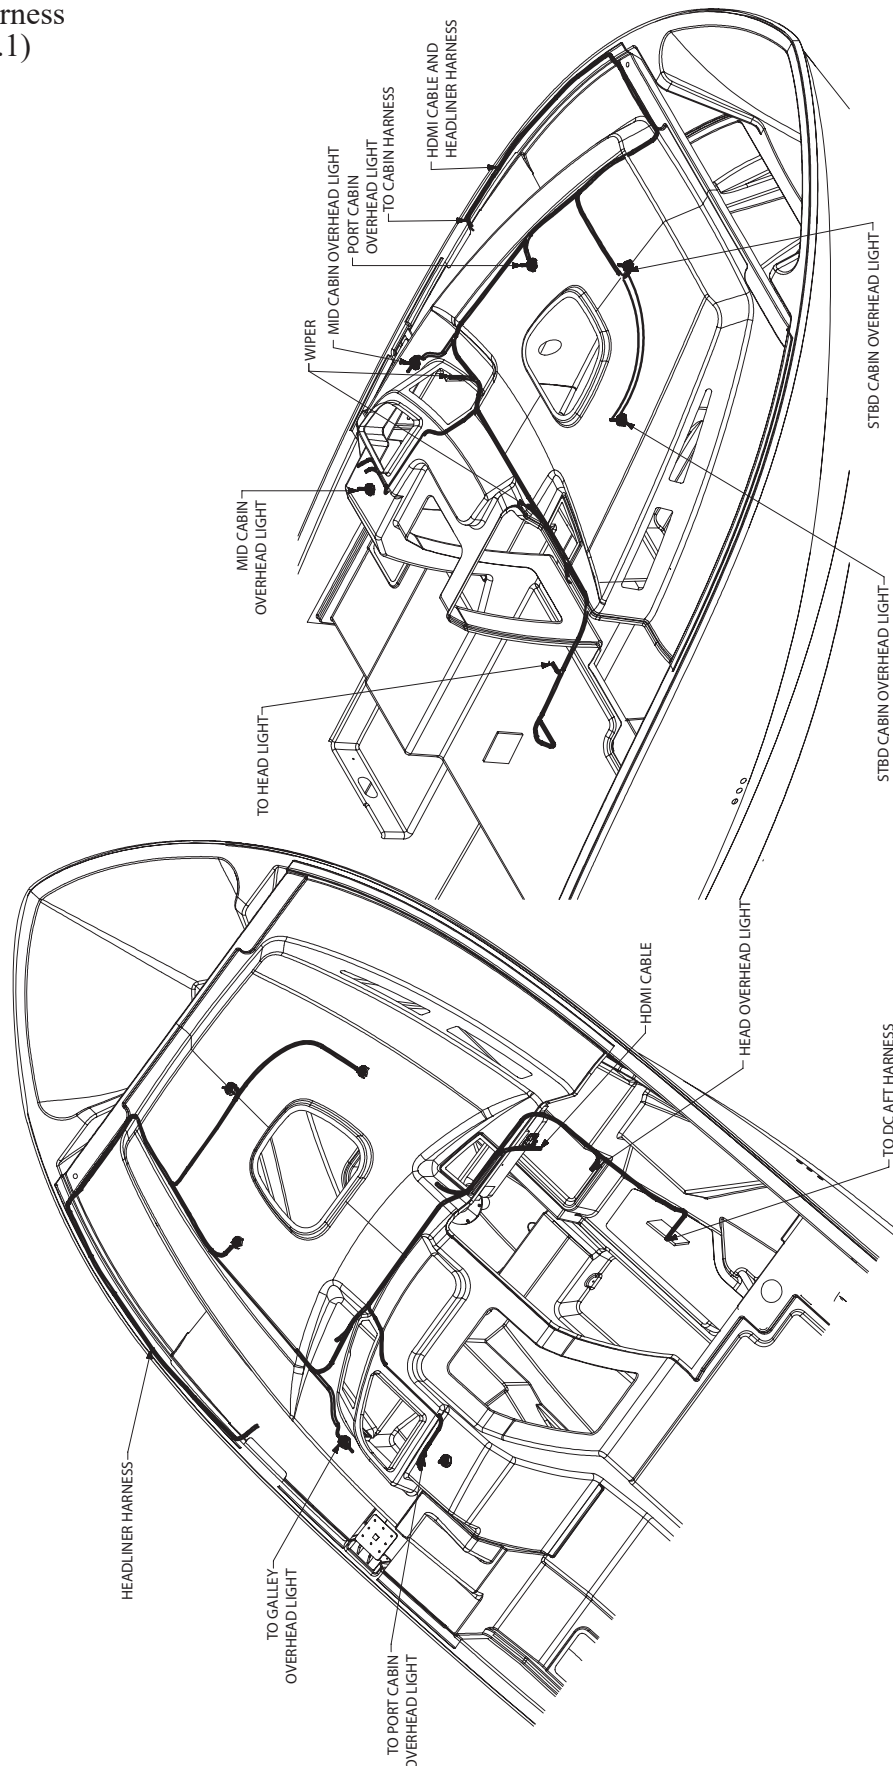 rness
.1)
HDMI CABLE AND
HEADLINER HARNESS
TO CABIN HARNESS
PORT CABIN
OVERHEAD LIGHT
MID CABIN OVERHEAD LIGHT
WIPER
MID CABIN
OVERHEAD LIGHT
TO HEAD LIGHT
STBD CABIN OVERHEAD LIGHT
STBD CABIN OVERHEAD LIGHT
HEADLINER HARNESS
TO GALLEY
OVERHEAD LIGHT
TO PORT CABIN
OVERHEAD LIGHT
HDMI CABLE
HEAD OVERHEAD LIGHT
TO DC AFT HARNESS